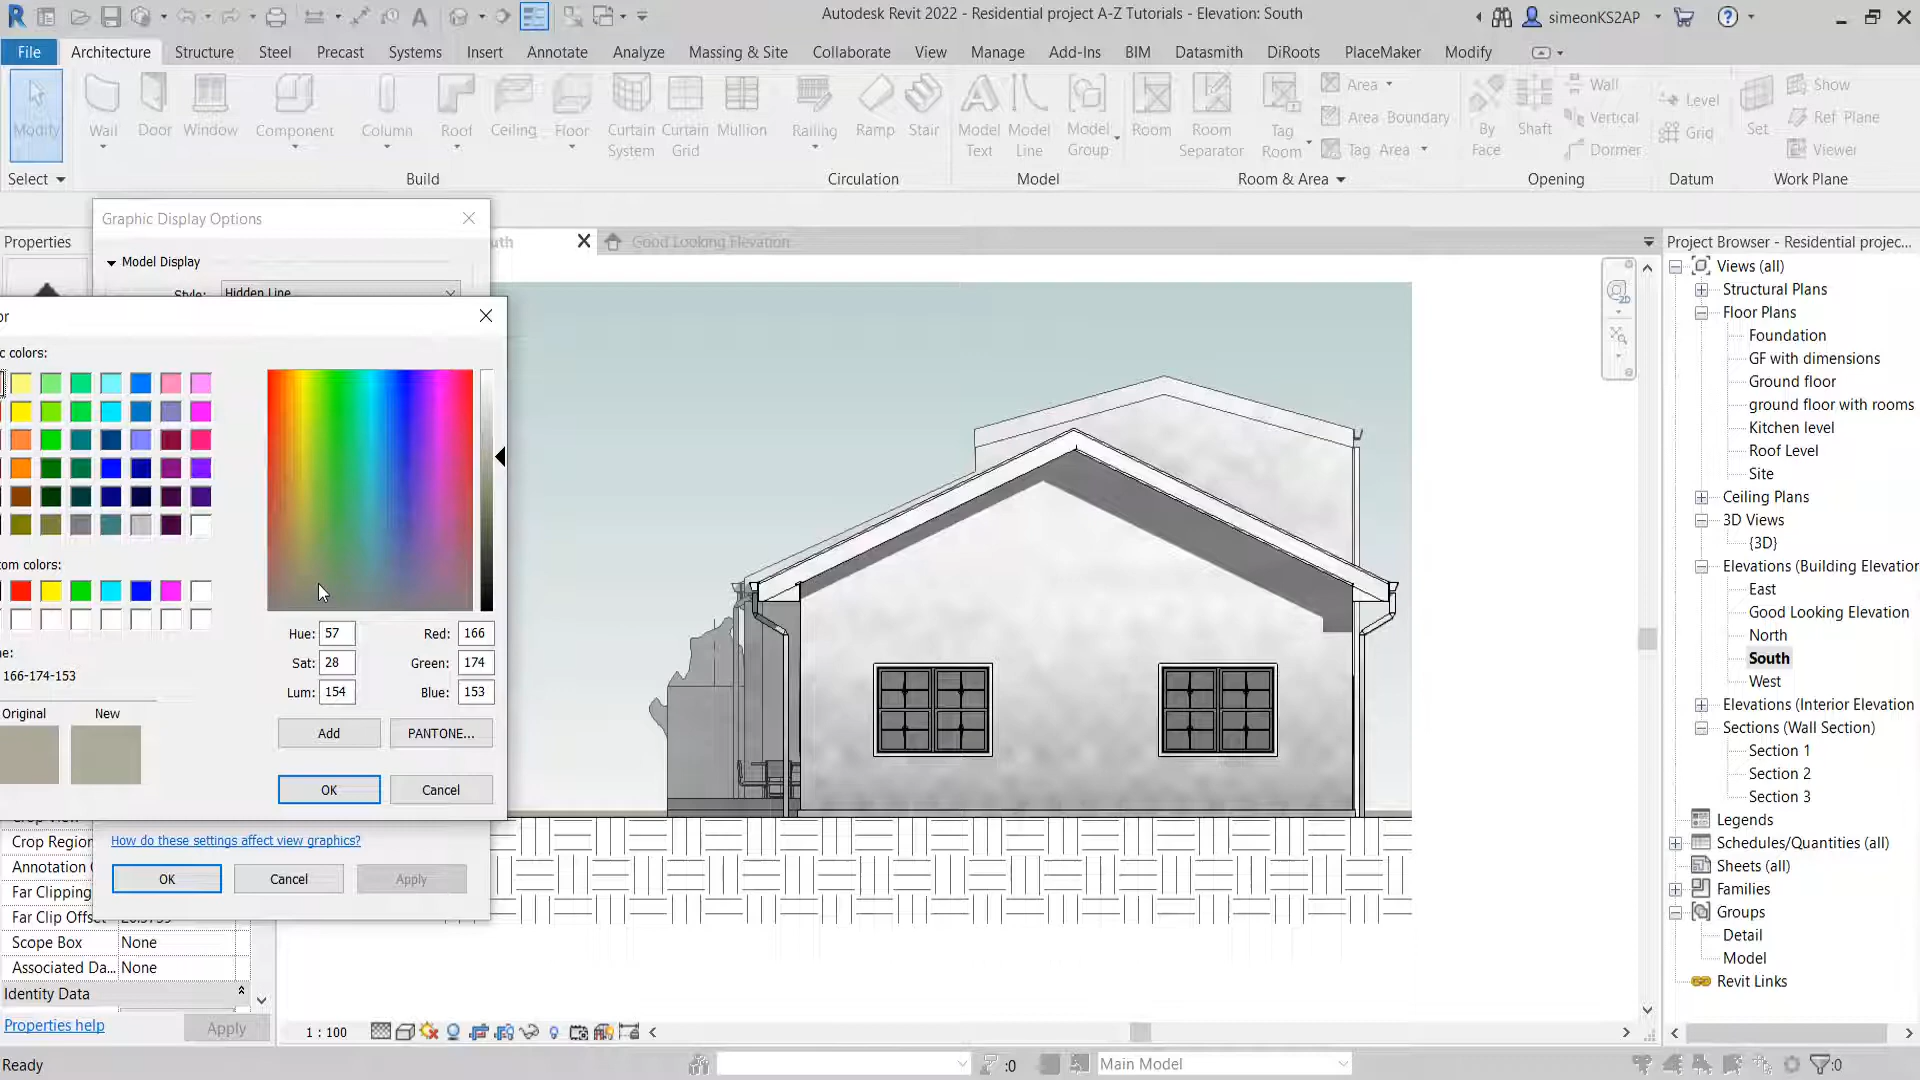 Autodesk Revit 2022 - Residential project A-Z Tutorials - Elevation: South
simeonKS2AP
File Architecture Structure Steel Precast Systems Insert Annotate Analyze Massing & Site Collaborate View Manage Add-Ins BIM Datasmith DiRoots PlaceMaker Modify
Modify
Wall
Door
Window
Component
Column
Roof
Ceiling
Floor
Curtain System
Curtain Grid
Mullion
Railing
Ramp
Stair
Model Text
Model Line
Model Group
Room
Room Separator
Tag Room
Area
Area Boundary
Tag Area
By Face
Shaft
Wall
Vertical
Dormer
Level
Grid
Set
Show
Ref Plane
Viewer
Select
Build
Circulation
Model
Room & Area
Opening
Datum
Work Plane
Graphic Display Options
Properties
Model Display
Style: Hidden Line
uth
Good Looking Elevation
or
c colors:
om colors:
ne:
166-174-153
Original New
Hue: 57 Red: 166
Sat: 28 Green: 174
Lum: 154 Blue: 153
Add PANTONE...
OK Cancel
How do these settings affect view graphics?
OK Cancel Apply
Crop Region
Annotation
Far Clipping
Far Clip Offset
Scope Box None
Associated Da... None
Identity Data
Properties help Apply
1 : 100
Ready
:0
Main Model
:0
Project Browser - Residential projec...
Views (all)
Structural Plans
Floor Plans
Foundation
GF with dimensions
Ground floor
ground floor with rooms
Kitchen level
Roof Level
Site
Ceiling Plans
3D Views
{3D}
Elevations (Building Elevation
East
Good Looking Elevation
North
South
West
Elevations (Interior Elevation
Sections (Wall Section)
Section 1
Section 2
Section 3
Legends
Schedules/Quantities (all)
Sheets (all)
Families
Groups
Detail
Model
Revit Links